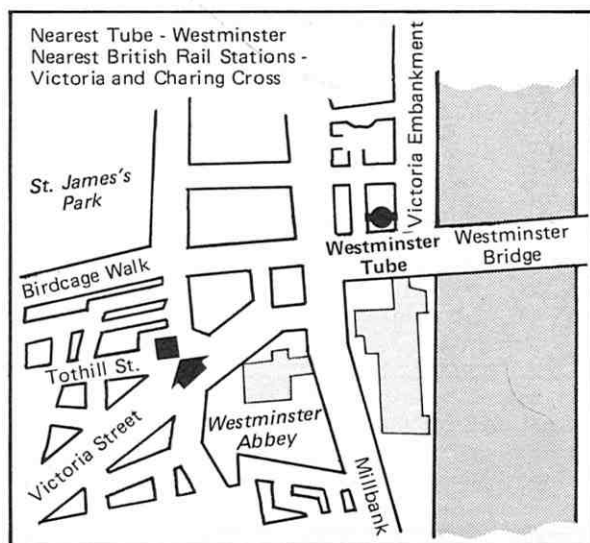 Nearest Tube - Westminster
Nearest British Rail Stations -
Victoria and Charing Cross
Victoria Embankment
St. James's
Park
Westminster
Tube
Westminster
Bridge
Birdcage Walk
Tothill St.
Victoria Street
Westminster
Abbey
Millbank